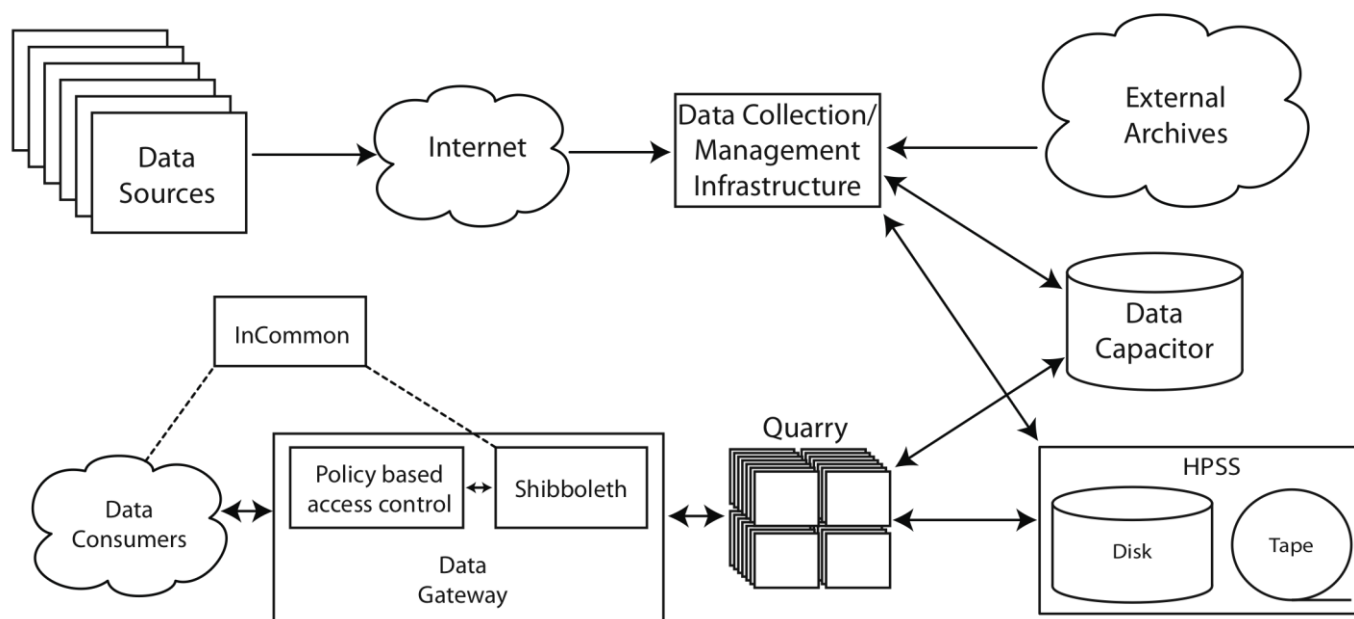 Data
Sources
Internet
Data Collection/
Management
Infrastructure
External
Archives
Data
Capacitor
InCommon
Quarry
HPSS
Policy based
access control
Shibboleth
Data
Consumers
Disk
Tape
Data
Gateway